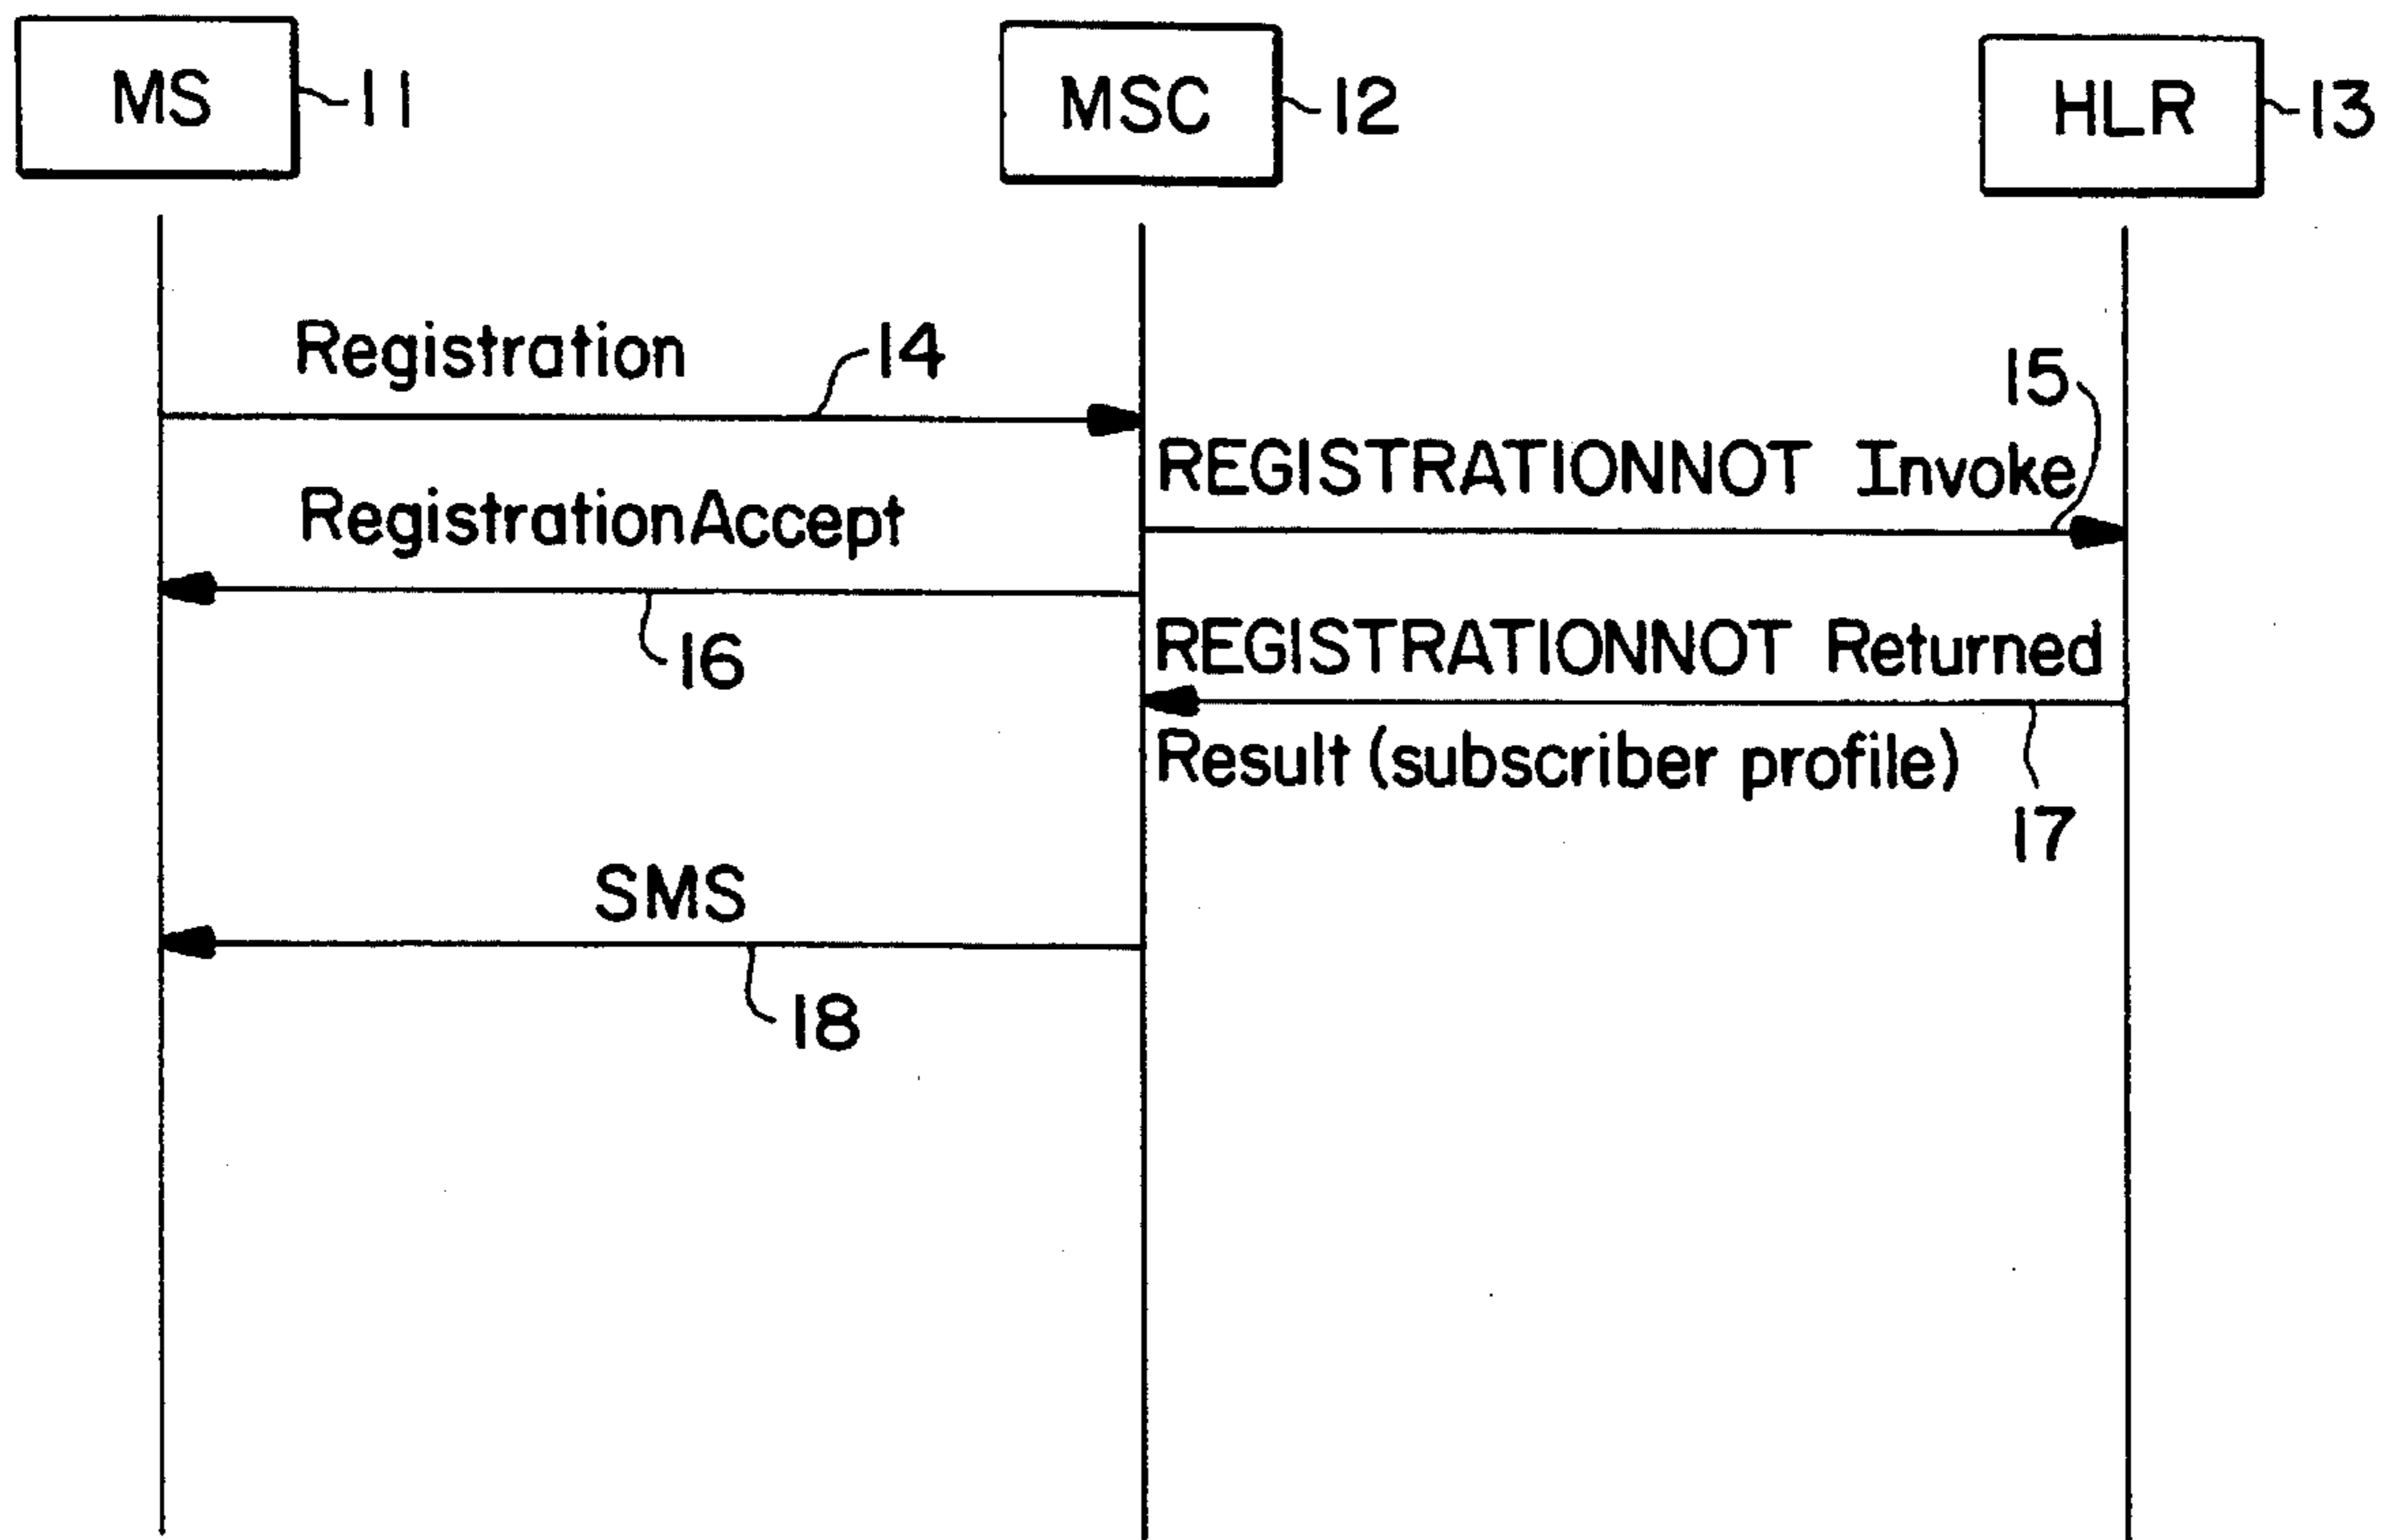 MS 11
MSC 12
HLR 13
Registration 14
15
REGISTRATIONNOT Invoke
RegistrationAccept
16
REGISTRATIONNOT Returned
Result (subscriber profile)
17
SMS
18